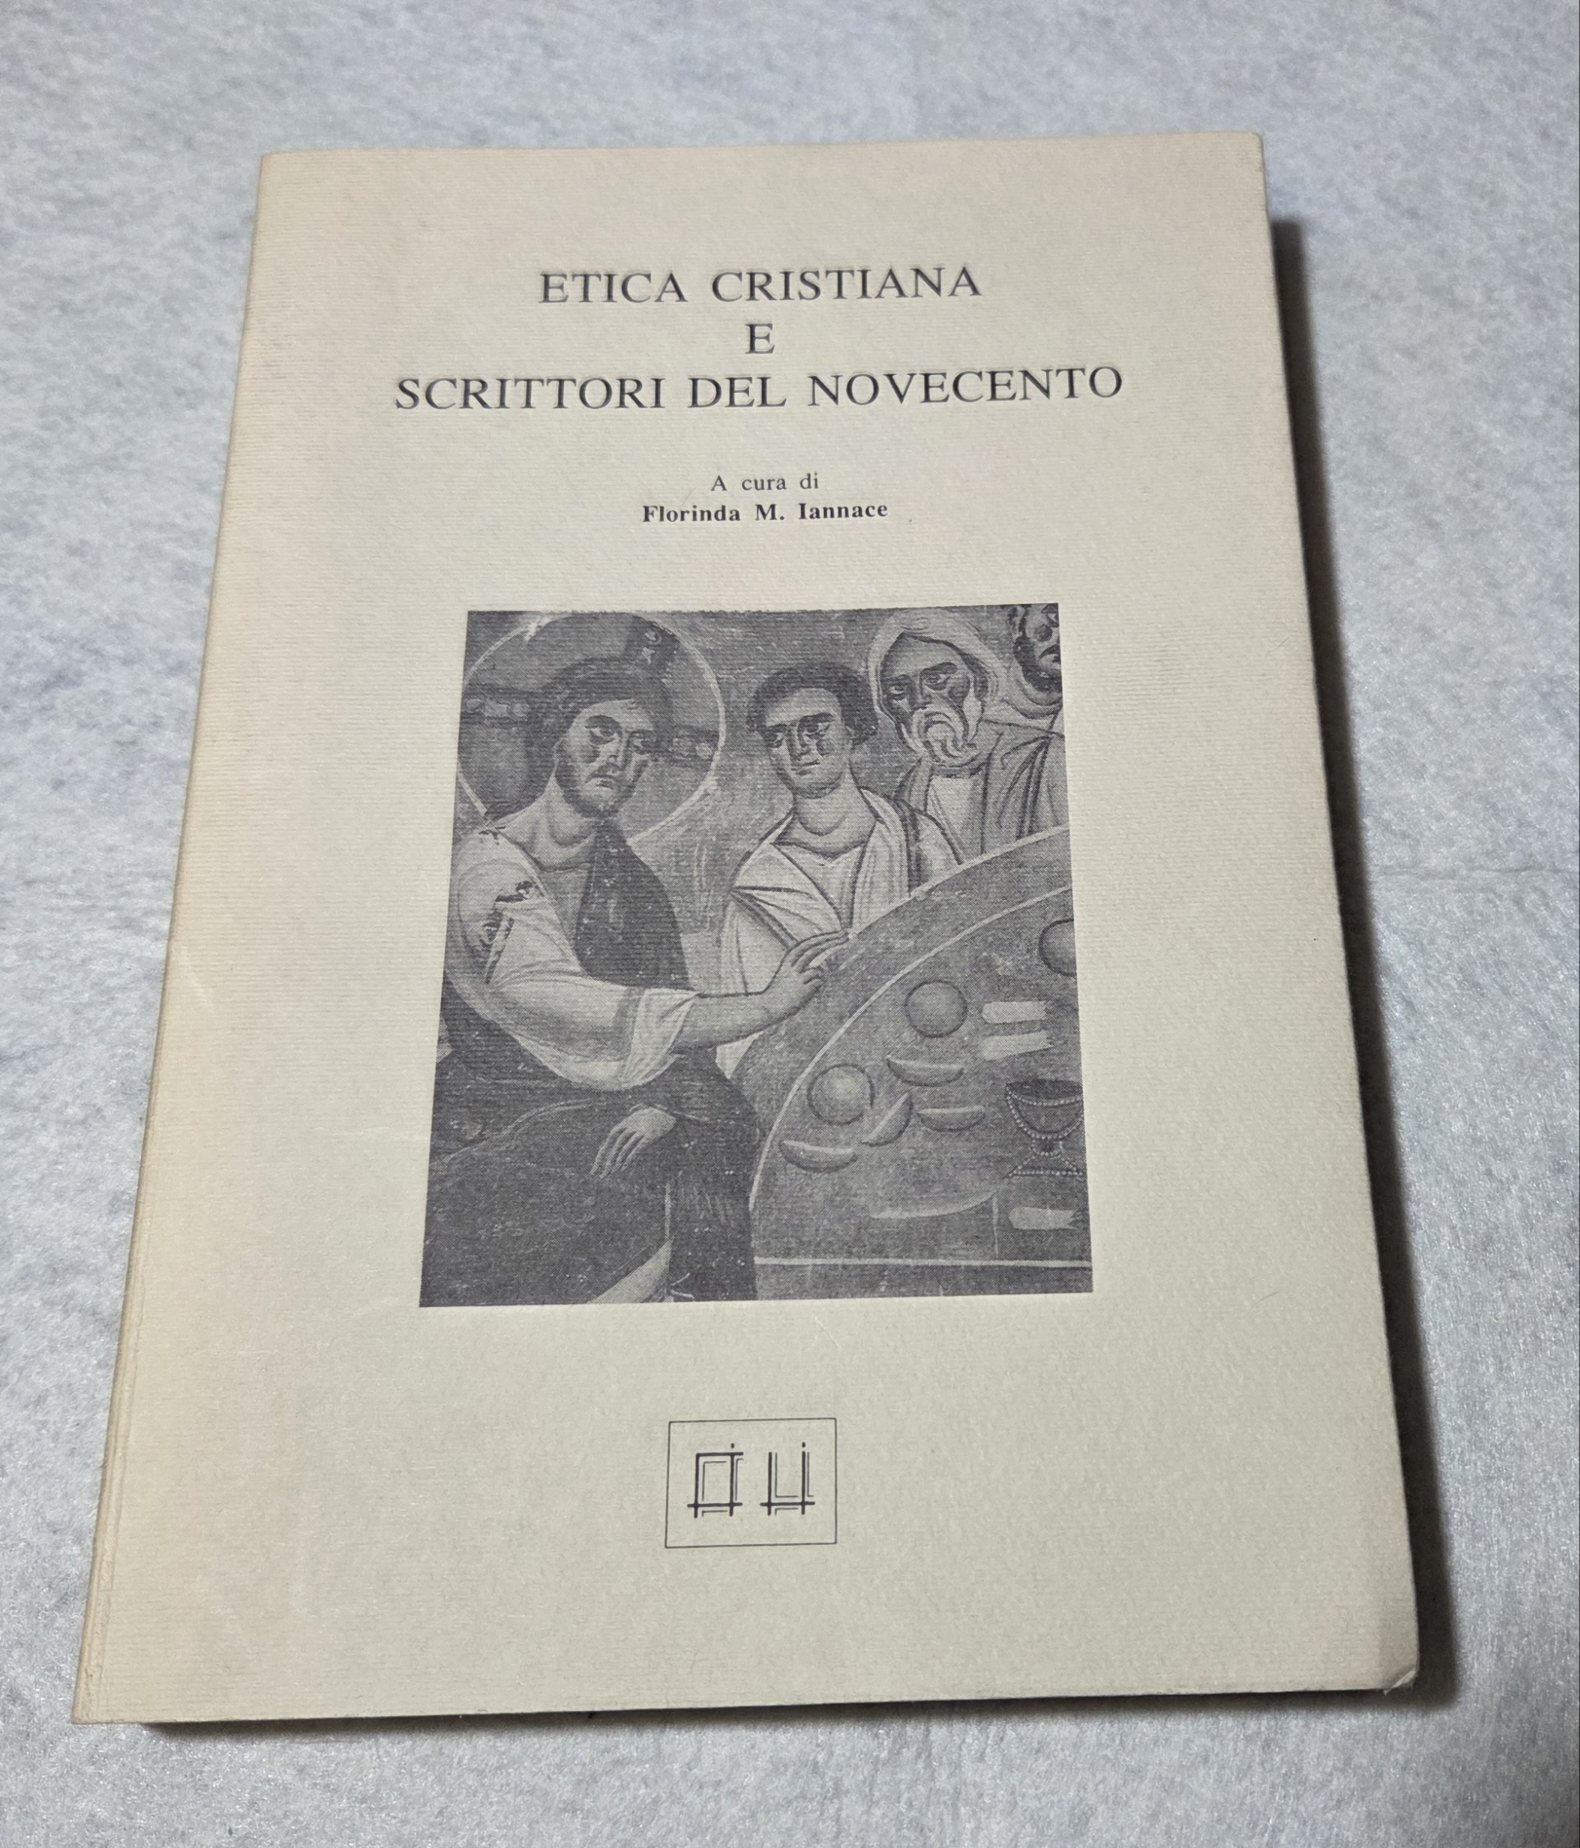 ETICA CRISTIANA
E
SCRITTORI DEL NOVECENTO
A cura di
Florinda M. Iannace